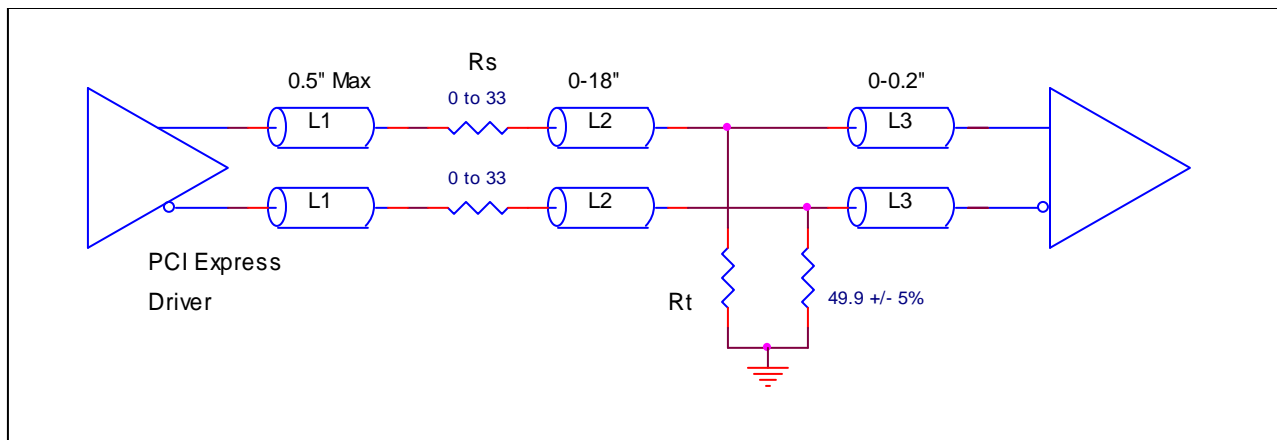 Rs
0.5" Max
0-18"
0-0.2"
0 to 33
L1
L2
L3
0 to 33
L1
L2
L3
PCI Express
Driver
Rt
49.9 +/- 5%